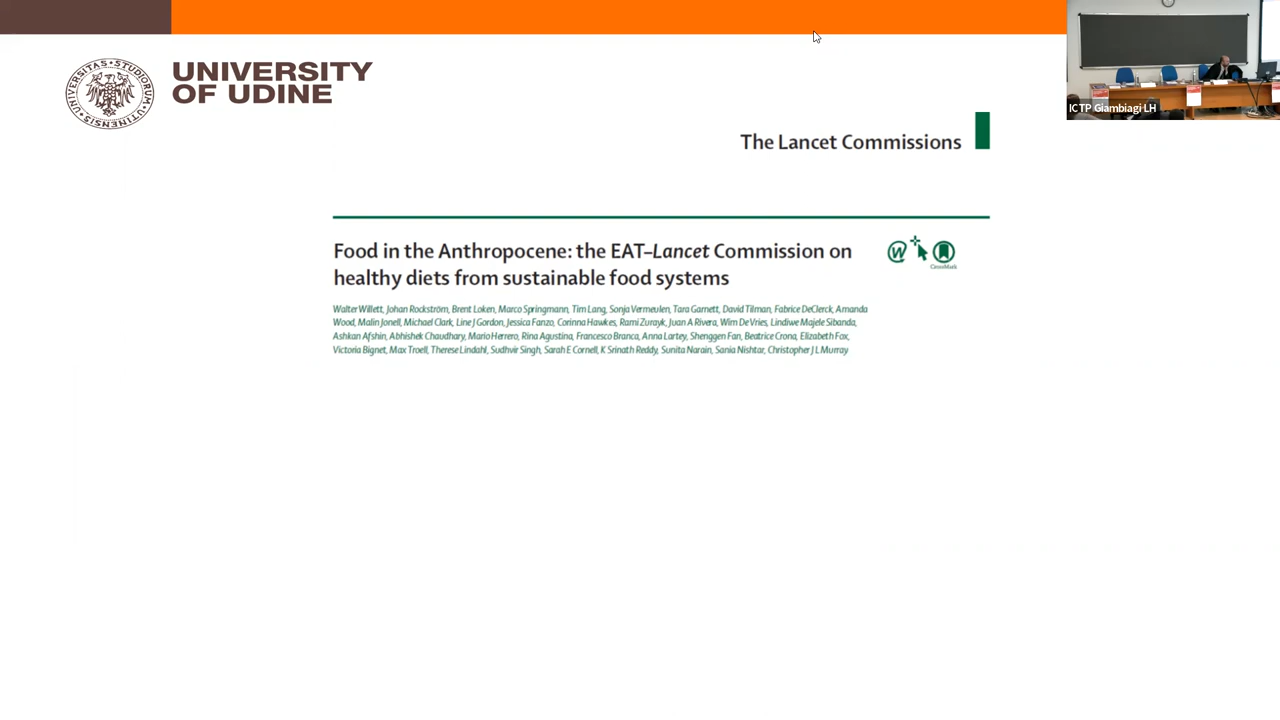 UNIVERSITY
OF UDINE
ICTP Giambiagi LH
The Lancet Commissions
Food in the Anthropocene: the EAT–Lancet Commission on
healthy diets from sustainable food systems
CrossMark
Walter Willett, Johan Rockström, Brent Loken, Marco Springmann, Tim Lang, Sonja Vermeulen, Tara Garnett, David Tilman, Fabrice DeClerck, Amanda
Wood, Malin Jonell, Michael Clark, Line J Gordon, Jessica Fanzo, Corinna Hawkes, Rami Zurayk, Juan A Rivera, Wim De Vries, Lindiwe Majele Sibanda,
Ashkan Afshin, Abhishek Chaudhary, Mario Herrero, Rina Agustina, Francesco Branca, Anna Lartey, Shenggen Fan, Beatrice Crona, Elizabeth Fox,
Victoria Bignet, Max Troell, Therese Lindahl, Sudhvir Singh, Sarah E Cornell, K Srinath Reddy, Sunita Narain, Sania Nishtar, Christopher J L Murray